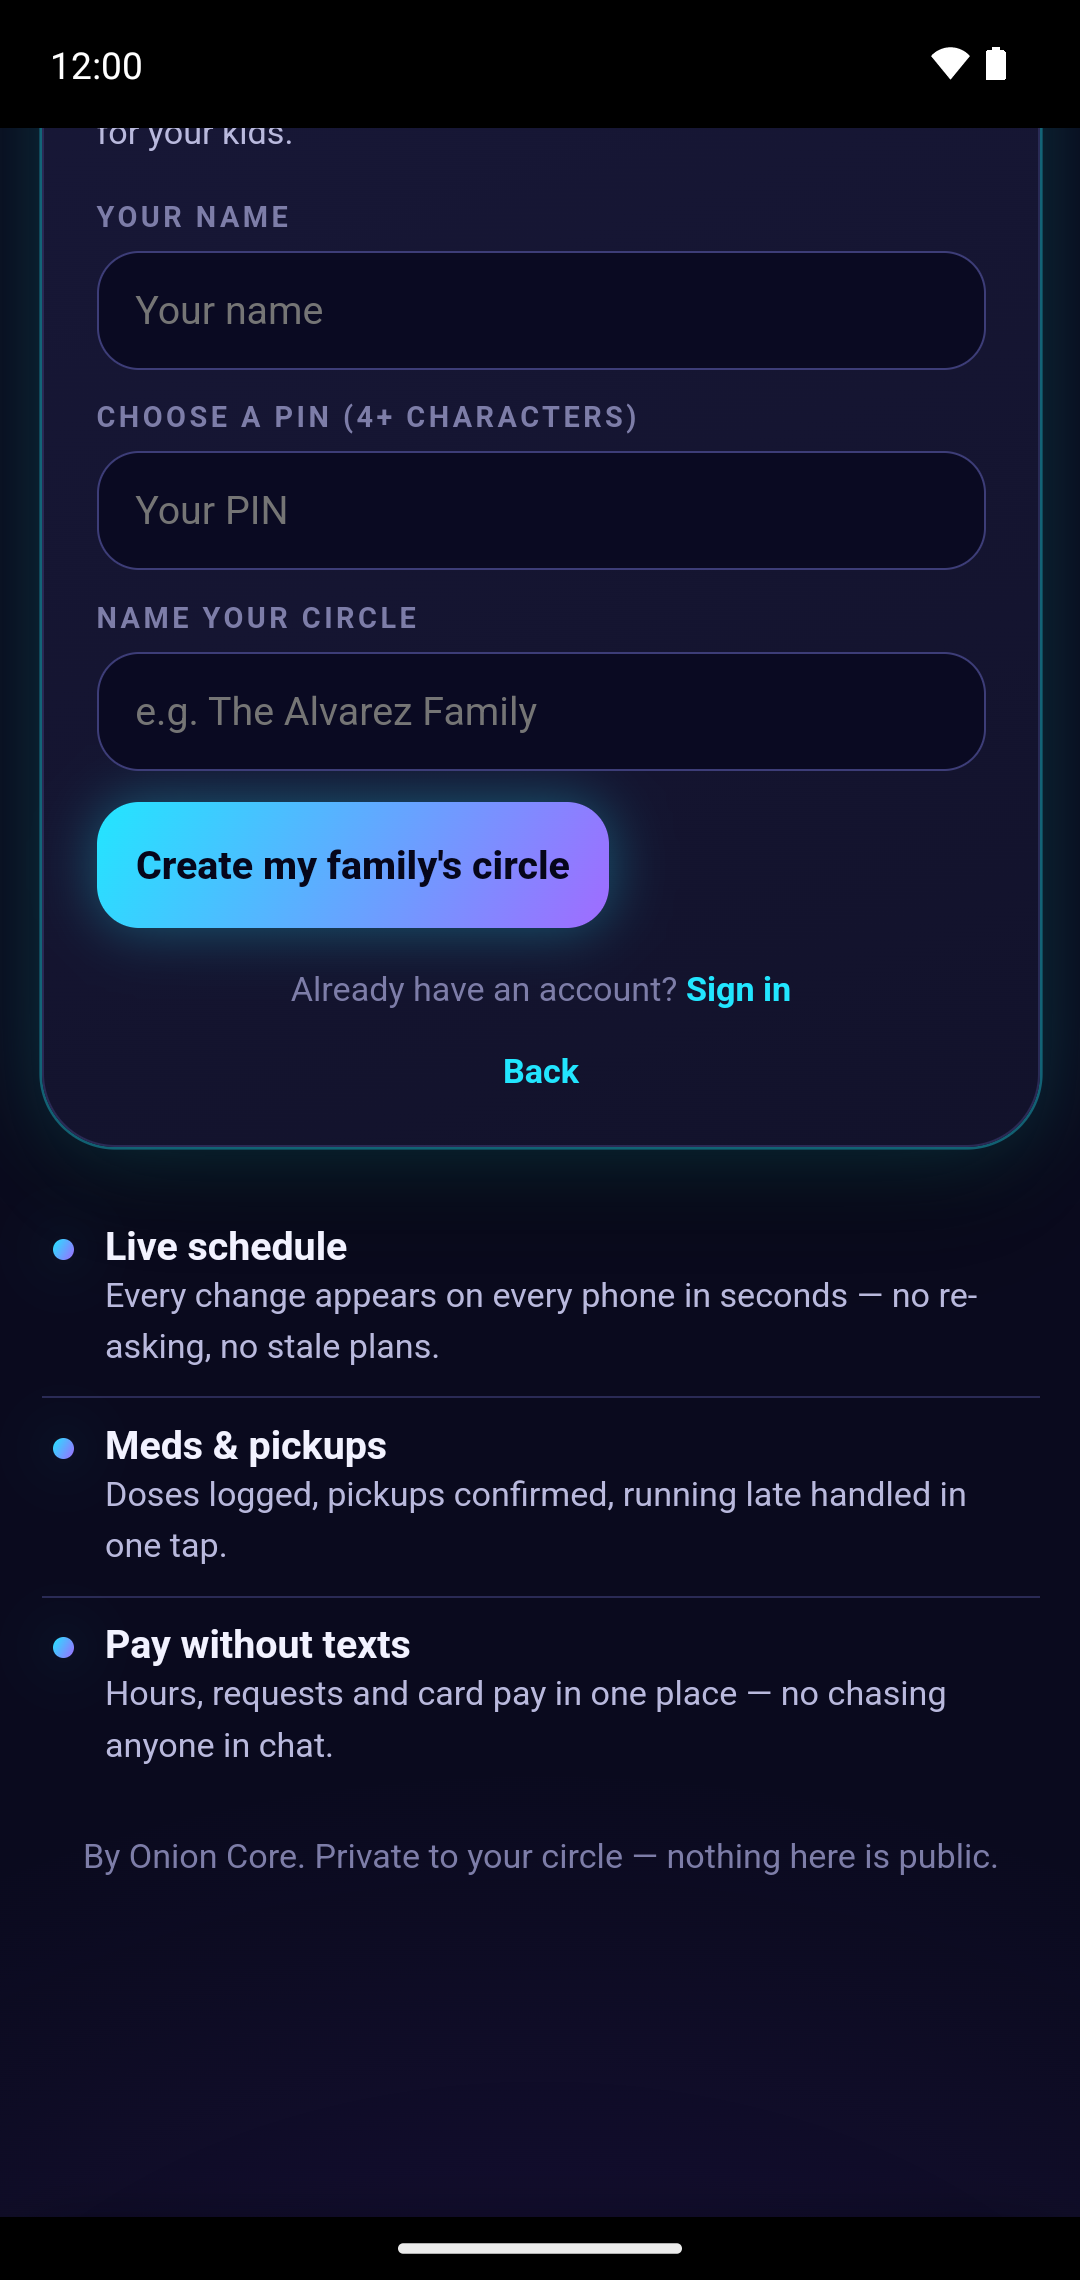 12:00
for your kids.
YOUR NAME
Your name
CHOOSE A PIN (4+ CHARACTERS)
Your PIN
NAME YOUR CIRCLE
e.g. The Alvarez Family
Create my family's circle
Already have an account? Sign in
Back
Live schedule
Every change appears on every phone in seconds — no re-
asking, no stale plans.
Meds & pickups
Doses logged, pickups confirmed, running late handled in
one tap.
Pay without texts
Hours, requests and card pay in one place — no chasing
anyone in chat.
By Onion Core. Private to your circle — nothing here is public.